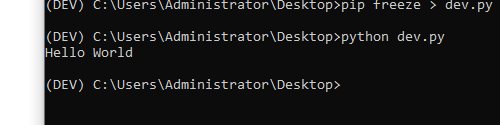 (DEV) C:\Users\Administrator\Desktop>pip freeze > dev.py
(DEV) C:\Users\Administrator\Desktop>python dev.py
Hello World
(DEV) C:\Users\Administrator\Desktop>